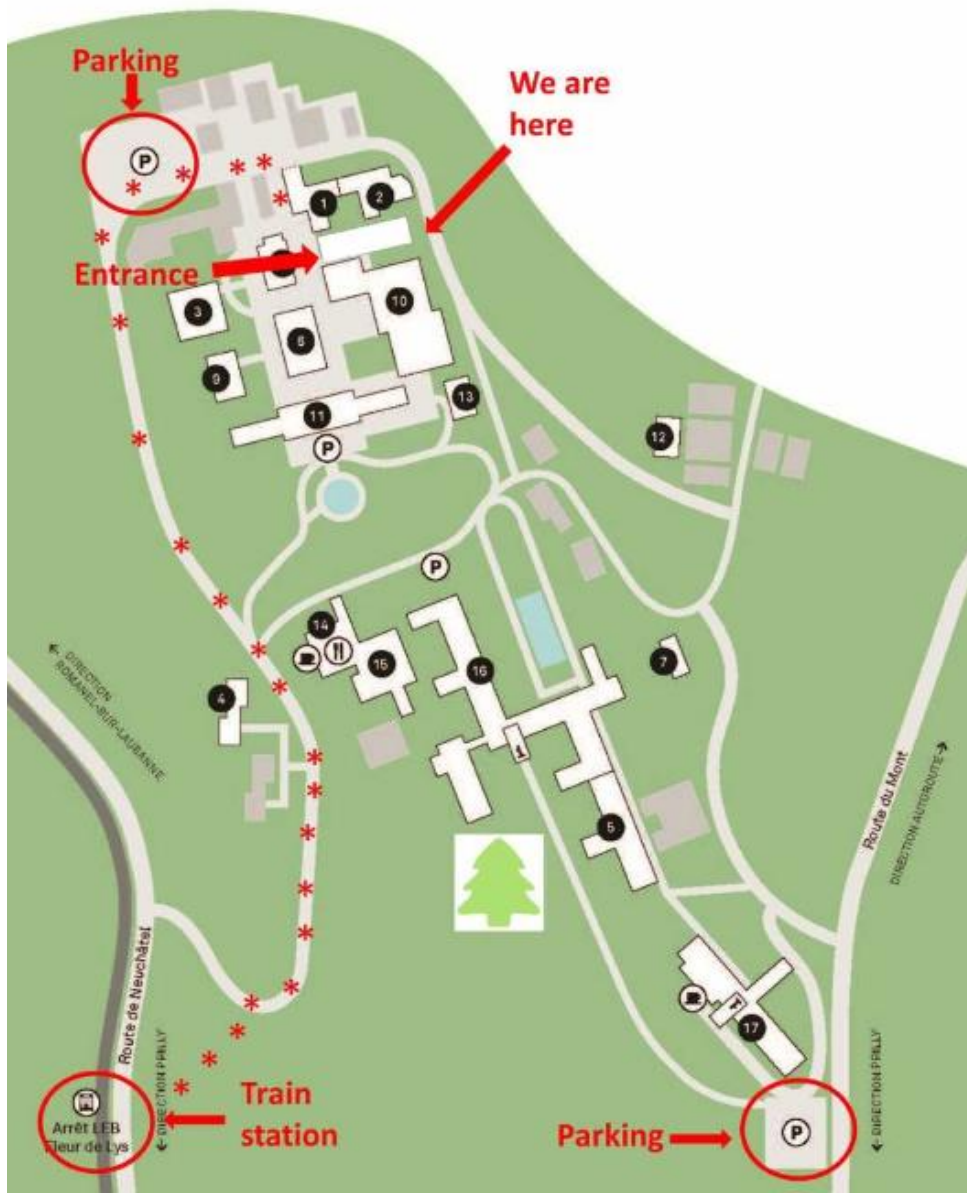 Parking
We are
here
P
1
2
Entrance
3
10
6
9
13
11
P
12
P
14
7
15
16
4
← DIRECTION
ROMANEL-SUR-LAUSANNE
Route du Mont
DIRECTION AUTOROUTE →
5
Route de Neuchâtel
17
← DIRECTION PRILLY
Train
station
Arrêt LEB
Fleur de Lys
Parking
P
← DIRECTION PRILLY